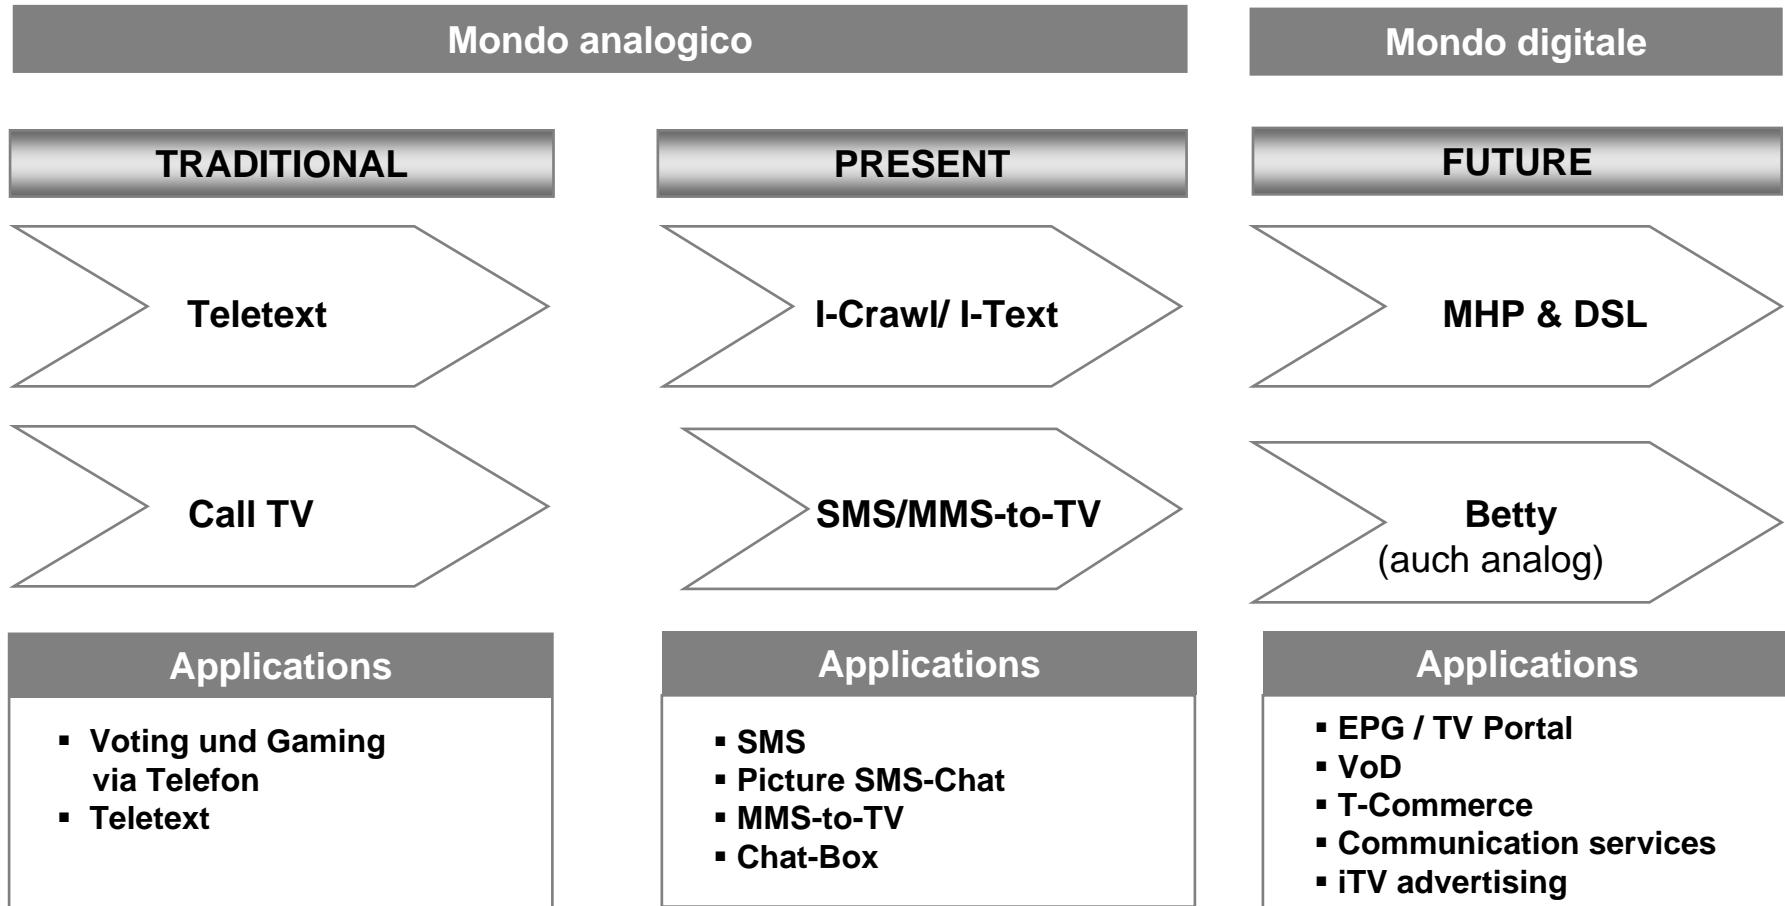 Mondo analogico
Mondo digitale
TRADITIONAL
PRESENT
FUTURE
Teletext
I-Crawl/ I-Text
MHP & DSL
Call TV
SMS/MMS-to-TV
Betty
(auch analog)
Applications
▪ Voting und Gaming
via Telefon
▪ Teletext
Applications
▪ SMS
▪ Picture SMS-Chat
▪ MMS-to-TV
▪ Chat-Box
Applications
▪ EPG / TV Portal
▪ VoD
▪ T-Commerce
▪ Communication services
▪ iTV advertising